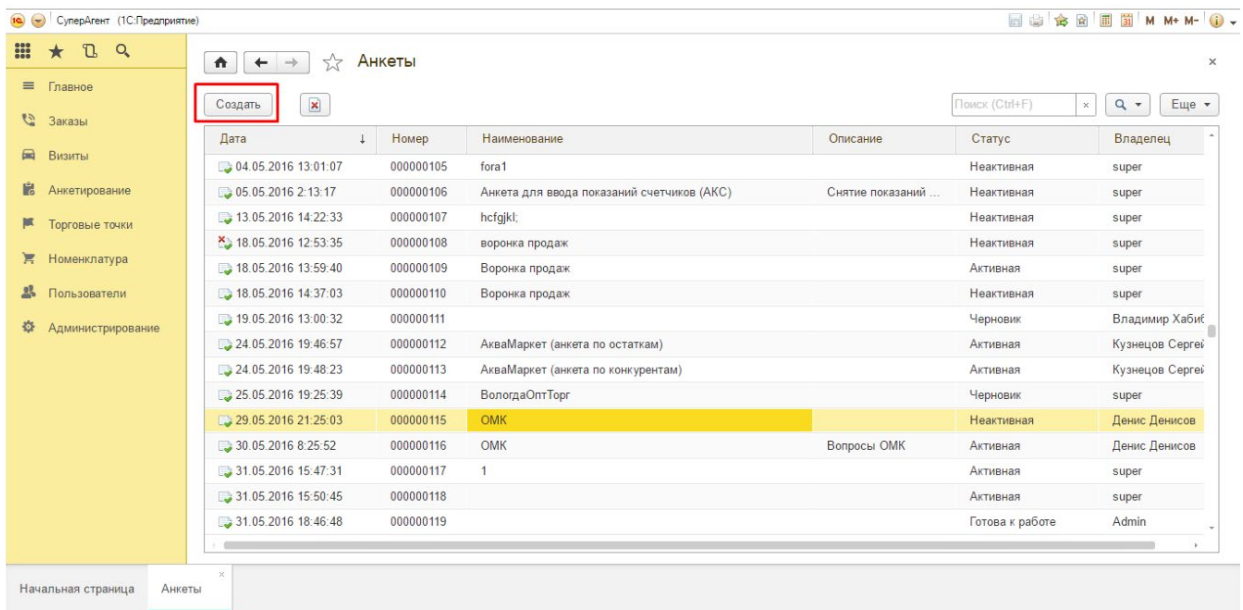 СуперАгент (1С:Предприятие)
M M+ M-
Главное
Заказы
Визиты
Анкетирование
Торговые точки
Номенклатура
Пользователи
Администрирование
Анкеты
Создать
Поиск (Ctrl+F)
Еще
Дата ↓ Номер Наименование Описание Статус Владелец
04.05.2016 13:01:07 000000105 fora1 Неактивная super
05.05.2016 2:13:17 000000106 Анкета для ввода показаний счетчиков (АКС) Снятие показаний ... Неактивная super
13.05.2016 14:22:33 000000107 hcfgjkl; Неактивная super
18.05.2016 12:53:35 000000108 воронка продаж Неактивная super
18.05.2016 13:59:40 000000109 Воронка продаж Активная super
18.05.2016 14:37:03 000000110 Воронка продаж Неактивная super
19.05.2016 13:00:32 000000111 Черновик Владимир Хабиб
24.05.2016 19:46:57 000000112 АкваМаркет (анкета по остаткам) Активная Кузнецов Сергей
24.05.2016 19:48:23 000000113 АкваМаркет (анкета по конкурентам) Активная Кузнецов Сергей
25.05.2016 19:25:39 000000114 ВологдаОптТорг Черновик super
29.05.2016 21:25:03 000000115 ОМК Неактивная Денис Денисов
30.05.2016 8:25:52 000000116 ОМК Вопросы ОМК Активная Денис Денисов
31.05.2016 15:47:31 000000117 1 Активная super
31.05.2016 15:50:45 000000118 Активная super
31.05.2016 18:46:48 000000119 Готова к работе Admin
Начальная страница Анкеты